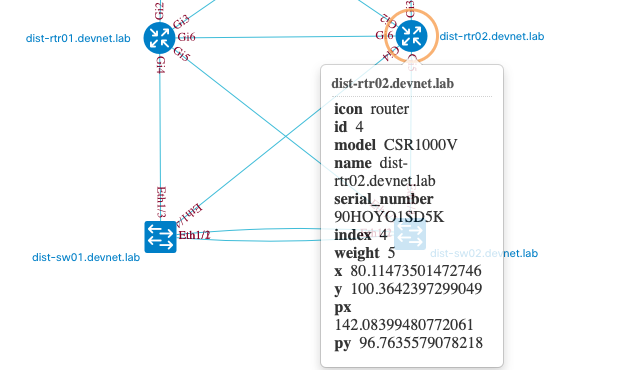 Gi2
Gi3
dist-rtr01.devnet.lab
Gi3
Gi6
Gi5
Gi4
Gi2
Gi6
Gi4
dist-rtr02.devnet.lab
dist-rtr02.devnet.lab
icon router
id 4
model CSR1000V
name dist-
rtr02.devnet.lab
serial_number
90HOYO1SD5K
index 4
weight 5
x 80.11473501472746
y 100.3642397299049
px
142.08399480772061
py 96.7635579078218
Eth1/3
Eth1/4
dist-sw01.devnet.lab
dist-sw02.devnet.lab